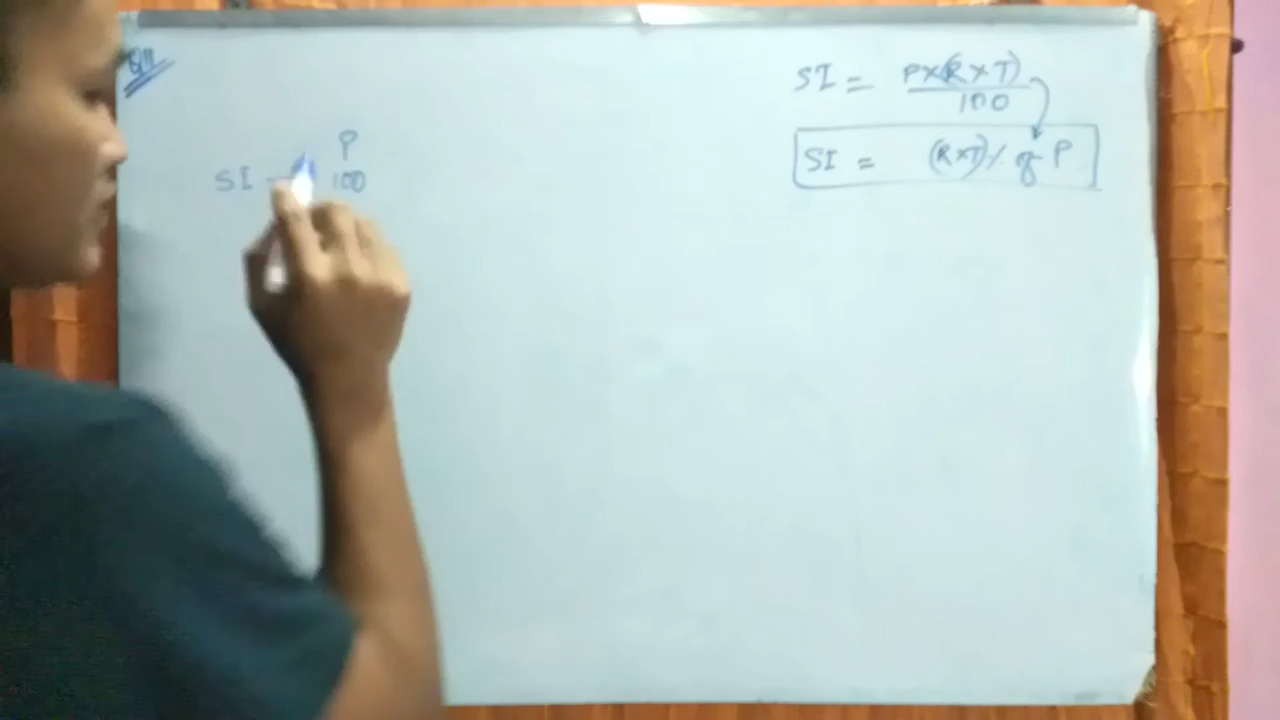 P
SI → 100
SI = P×(R×T)
100
SI = (R×T)% of P